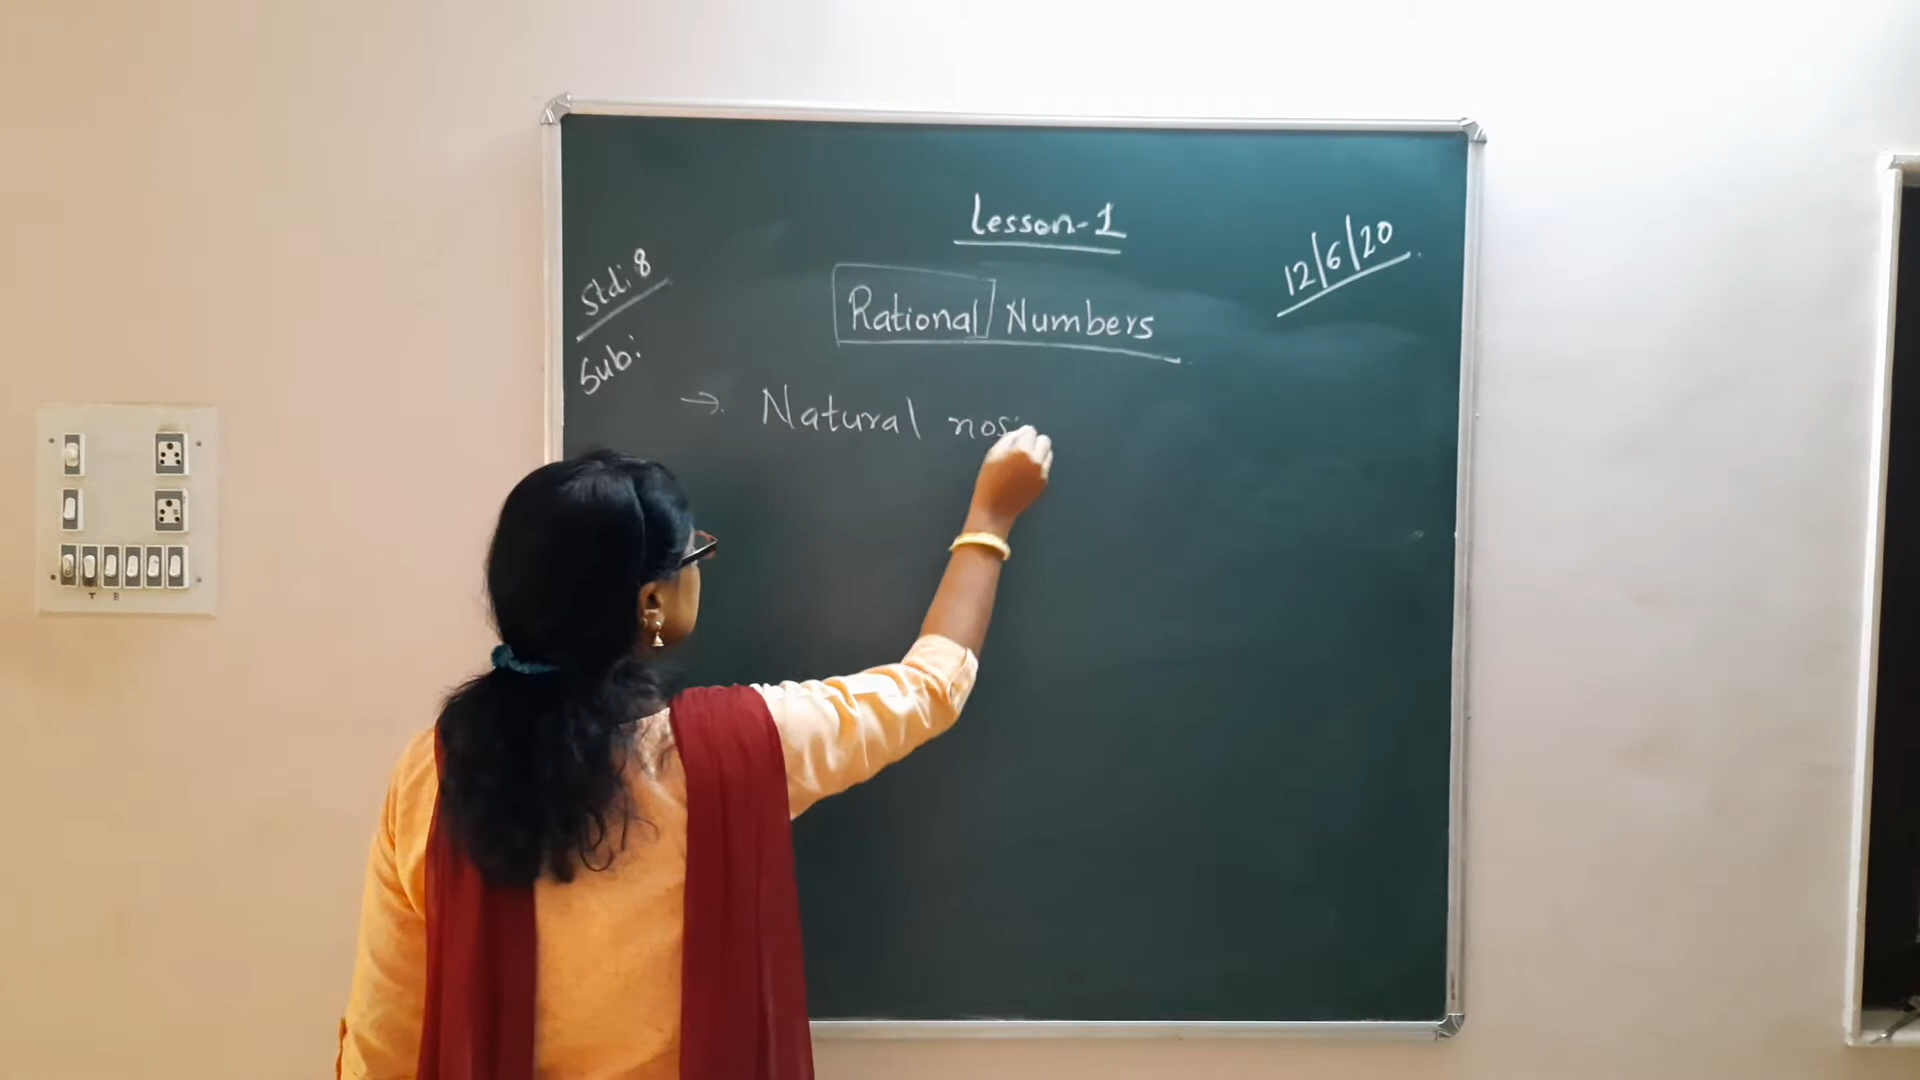 Lesson-1
12/6/20
Std: 8
Rational Numbers
Sub:
→ Natural nos